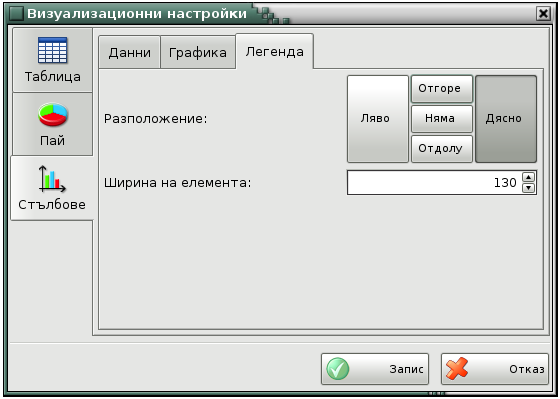 Визуализационни настройки
Таблица
Пай
Стълбове
Данни
Графика
Легенда
Разположение:
Ляво
Отгоре
Няма
Отдолу
Дясно
Ширина на елемента:
130
Запис
Отказ